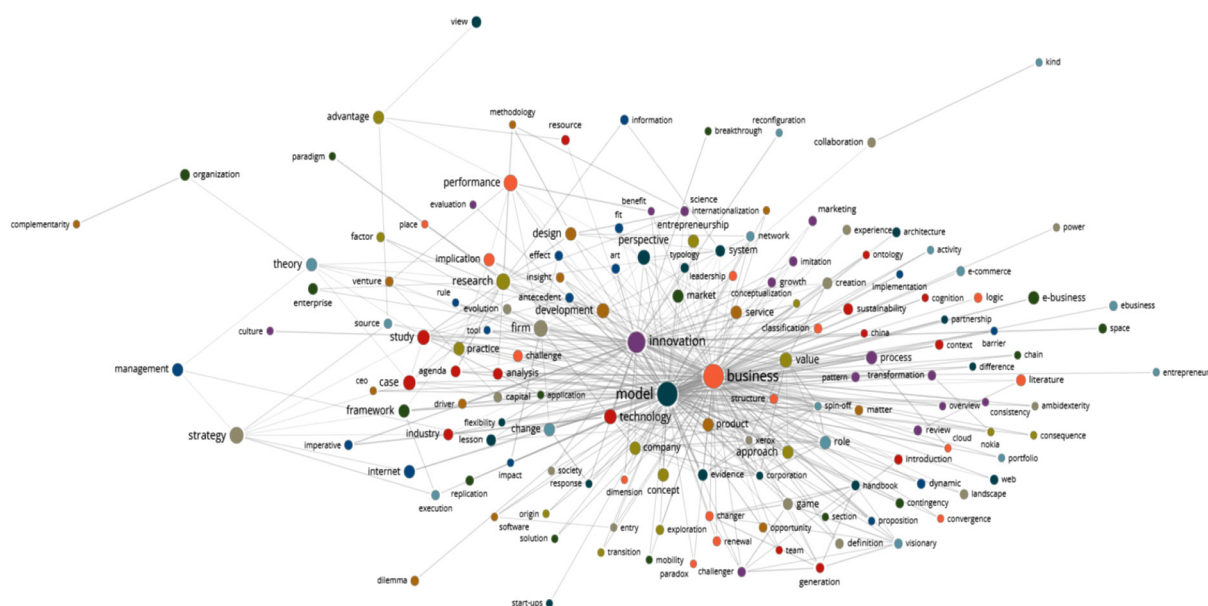 view
kind
advantage
methodology
information
reconfiguration
resource
breakthrough
collaboration
paradigm
organization
performance
science
benefit
internationalization
marketing
evaluation
complementarity
place
fit
entrepreneurship
experience
architecture
power
factor
design
perspective
network
theory
implication
effect
art
typology
system
imitation
ontology
activity
venture
research
insight
leadership
growth
creation
implementation
e-commerce
enterprise
rule
antecedent
market
conceptualization
cognition
logic
e-business
evolution
development
service
sustainability
ebusiness
source
partnership
culture
study
tool
firm
innovation
classification
china
barrier
space
context
practice
challenge
value
process
chain
management
agenda
analysis
business
difference
entrepreneur
ceo
case
pattern
transformation
literature
model
driver
capital
application
structure
framework
technology
spin-off
matter
overview
consistency
ambidexterity
flexibility
strategy
industry
lesson
change
product
review
imperative
xerox
role
cloud
nokia
consequence
company
approach
internet
impact
introduction
portfolio
society
replication
response
concept
evidence
corporation
handbook
dynamic
web
dimension
execution
landscape
game
contingency
origin
entry
changer
section
software
exploration
opportunity
proposition
convergence
solution
renewal
definition
visionary
transition
mobility
team
paradox
challenger
dilemma
generation
start-ups